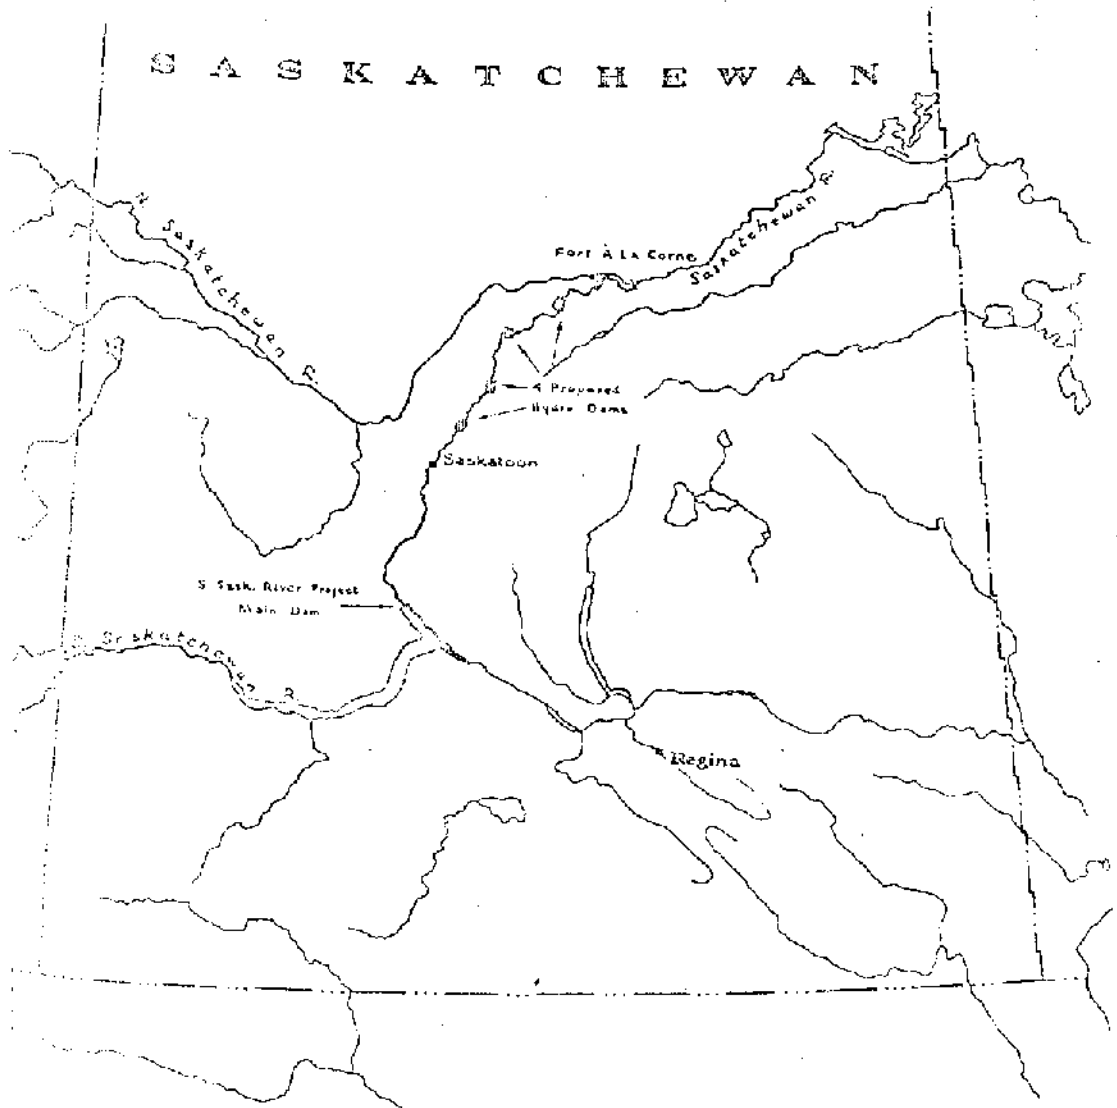 SASKATCHEWAN
N. Saskatchewan R.
Fort À La Corne
Saskatchewan R.
4 Proposed
Hydro Dams
Saskatoon
S. Sask. River Project
Main Dam
S. Saskatchewan R.
Regina